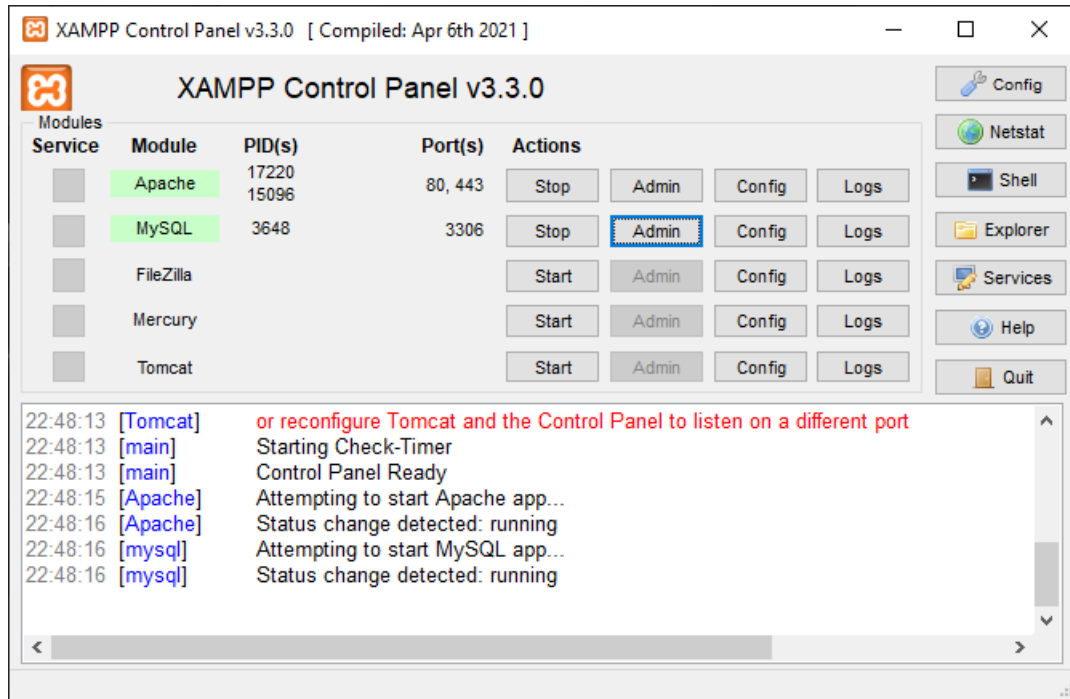 XAMPP Control Panel v3.3.0 [ Compiled: Apr 6th 2021 ]
XAMPP Control Panel v3.3.0
Config
Modules
Service Module PID(s) Port(s) Actions
Netstat
Apache 17220 15096 80, 443 Stop Admin Config Logs
Shell
MySQL 3648 3306 Stop Admin Config Logs
Explorer
FileZilla Start Admin Config Logs
Services
Mercury Start Admin Config Logs
Help
Tomcat Start Admin Config Logs
Quit
22:48:13 [Tomcat] or reconfigure Tomcat and the Control Panel to listen on a different port
22:48:13 [main] Starting Check-Timer
22:48:13 [main] Control Panel Ready
22:48:15 [Apache] Attempting to start Apache app...
22:48:16 [Apache] Status change detected: running
22:48:16 [mysql] Attempting to start MySQL app...
22:48:16 [mysql] Status change detected: running